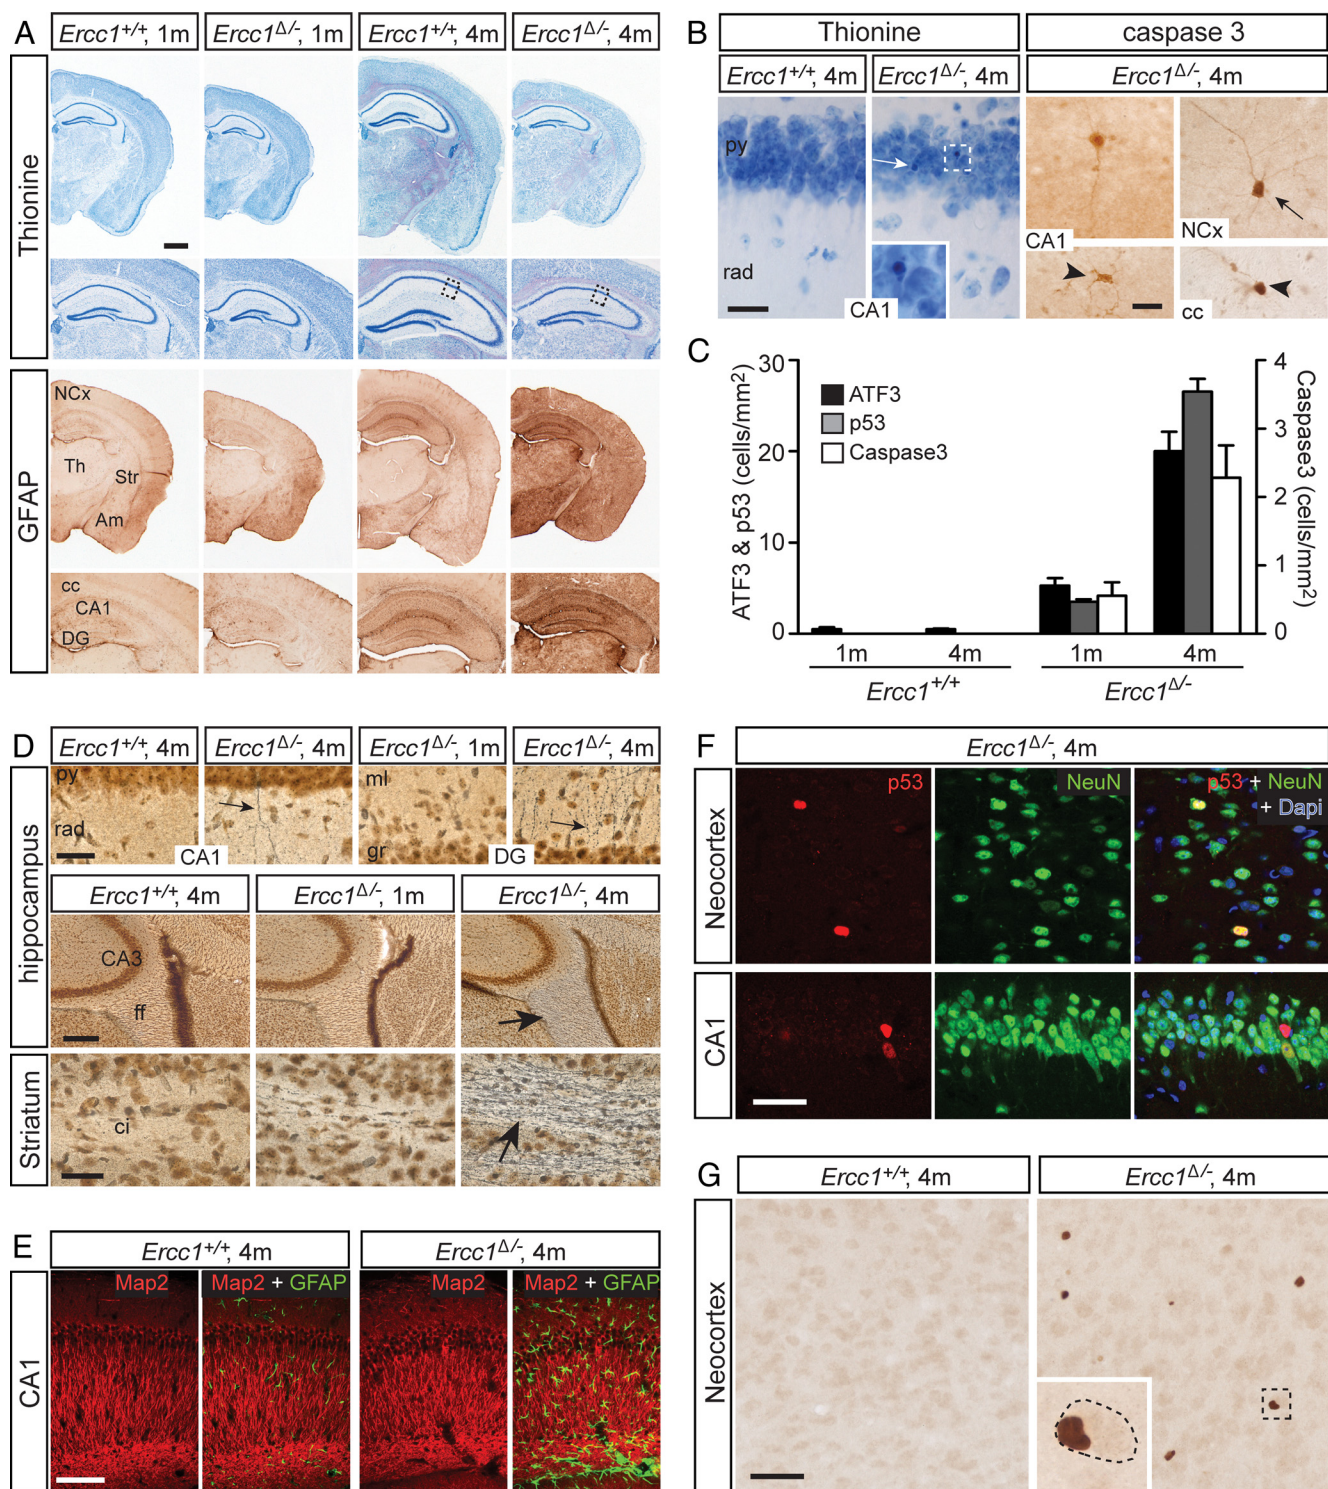 A
Ercc1+/+, 1m
Ercc1Δ/-, 1m
Ercc1+/+, 4m
Ercc1Δ/-, 4m
Thionine
GFAP
NCx
Th
Str
Am
cc
CA1
DG
B
Thionine
caspase 3
Ercc1+/+, 4m
Ercc1Δ/-, 4m
Ercc1Δ/-, 4m
py
rad
CA1
CA1
NCx
cc
C
ATF3 & p53 (cells/mm²)
30
20
10
0
ATF3
p53
Caspase3
4
3
2
1
0
Caspase3 (cells/mm²)
1m
4m
1m
4m
Ercc1+/+
Ercc1Δ/-
D
Ercc1+/+, 4m
Ercc1Δ/-, 4m
Ercc1Δ/-, 1m
Ercc1Δ/-, 4m
hippocampus
py
rad
CA1
ml
gr
DG
Ercc1+/+, 4m
Ercc1Δ/-, 1m
Ercc1Δ/-, 4m
CA3
ff
Striatum
ci
E
Ercc1+/+, 4m
Ercc1Δ/-, 4m
CA1
Map2
Map2 + GFAP
Map2
Map2 + GFAP
F
Ercc1Δ/-, 4m
Neocortex
p53
NeuN
p53 + NeuN
+ Dapi
CA1
G
Ercc1+/+, 4m
Ercc1Δ/-, 4m
Neocortex